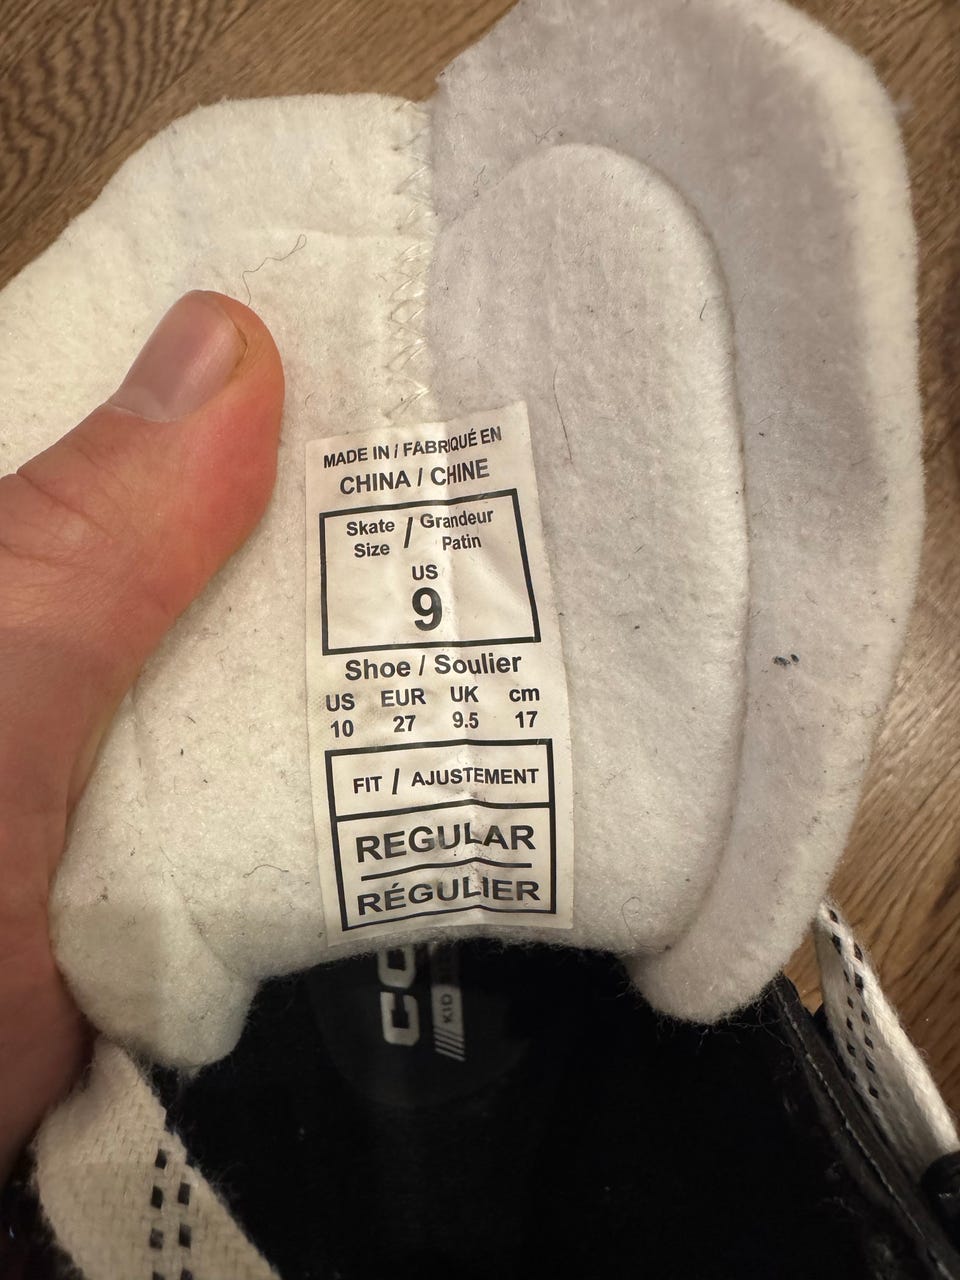 MADE IN / FABRIQUÉ EN
CHINA / CHINE
Skate Size / Grandeur Patin
US
9
Shoe / Soulier
US EUR UK cm
10 27 9.5 17
FIT / AJUSTEMENT
REGULAR
RÉGULIER
KID